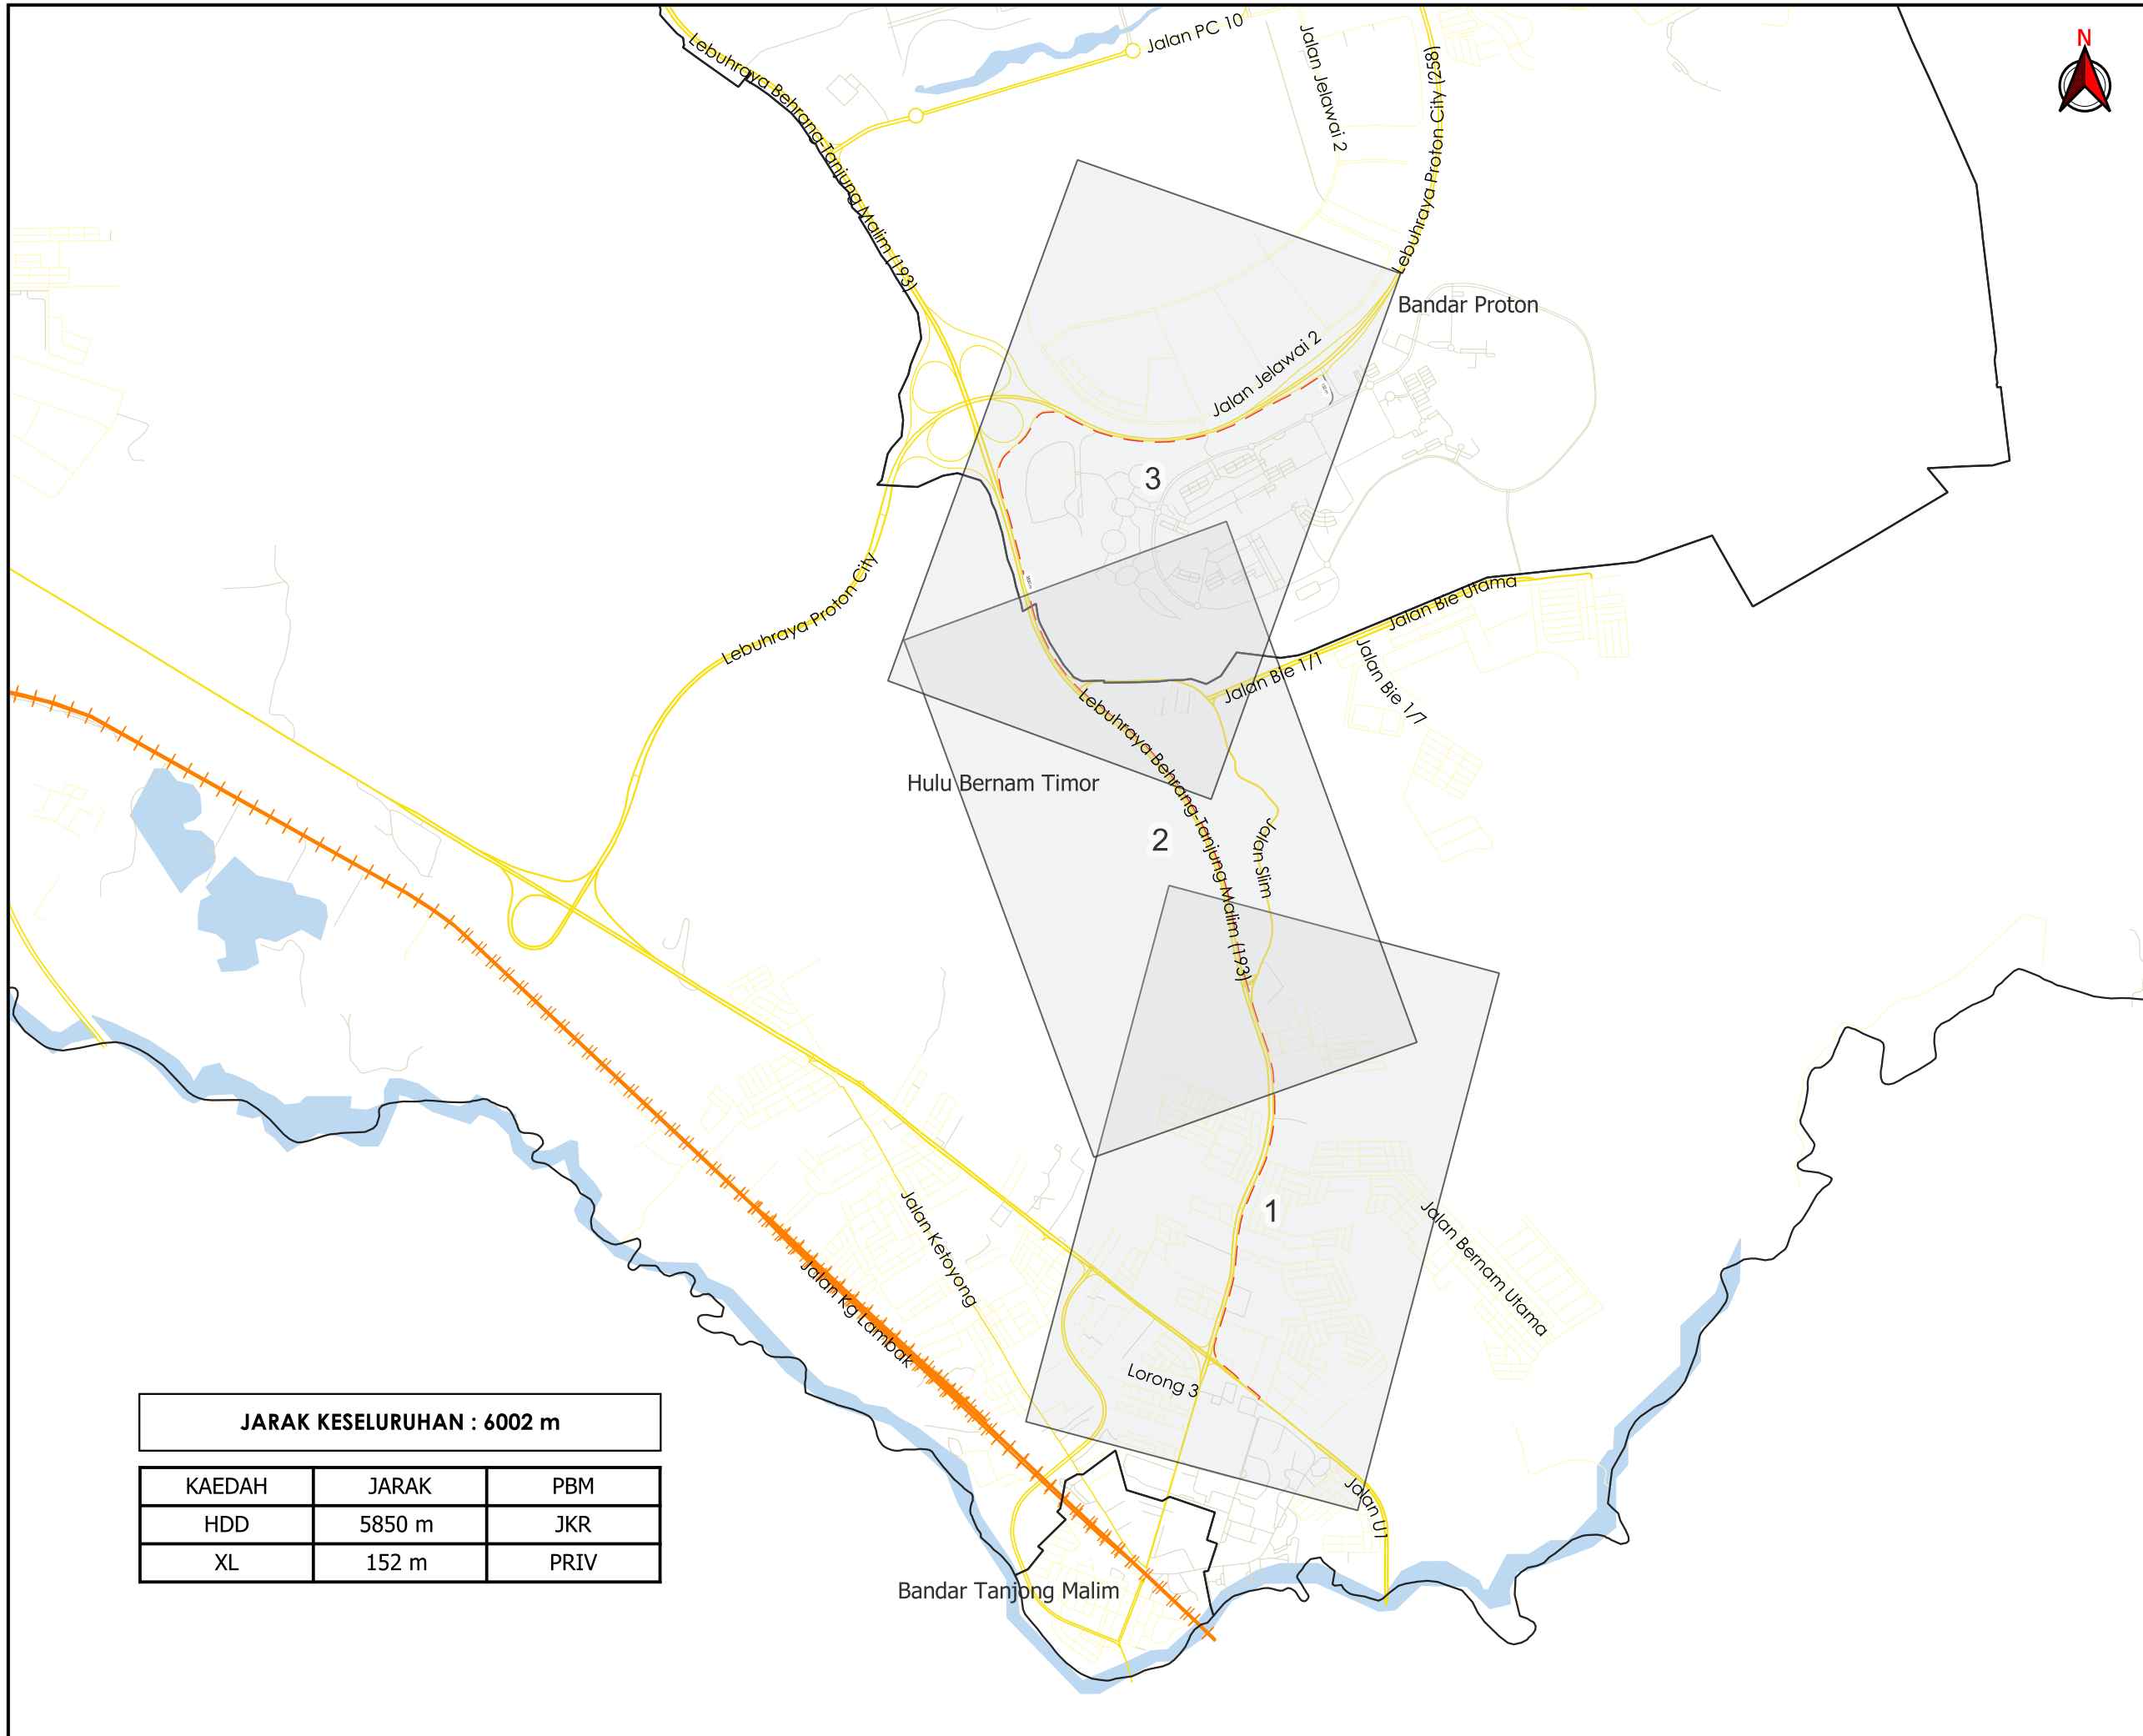 N
Jalan PC 10
Lebuhraya Behrang-Tanjung Malim (193)
Jalan Jelawai 2
Lebuhraya Proton City (258)
Bandar Proton
Jalan Jelawai 2
3
Lebuhraya Proton City
Jalan Bie Utama
Jalan Bie 1/1
Jalan Bie 1/7
Lebuhraya Behrang-Tanjung Malim (193)
Hulu Bernam Timor
2
Jalan Slim
1
Jalan Ketoyong
Jalan Bernam Utama
Jalan Kg Lambak
Lorong 3
Jalan U1
Bandar Tanjong Malim
JARAK KESELURUHAN : 6002 m
KAEDAH JARAK PBM
HDD 5850 m JKR
XL 152 m PRIV